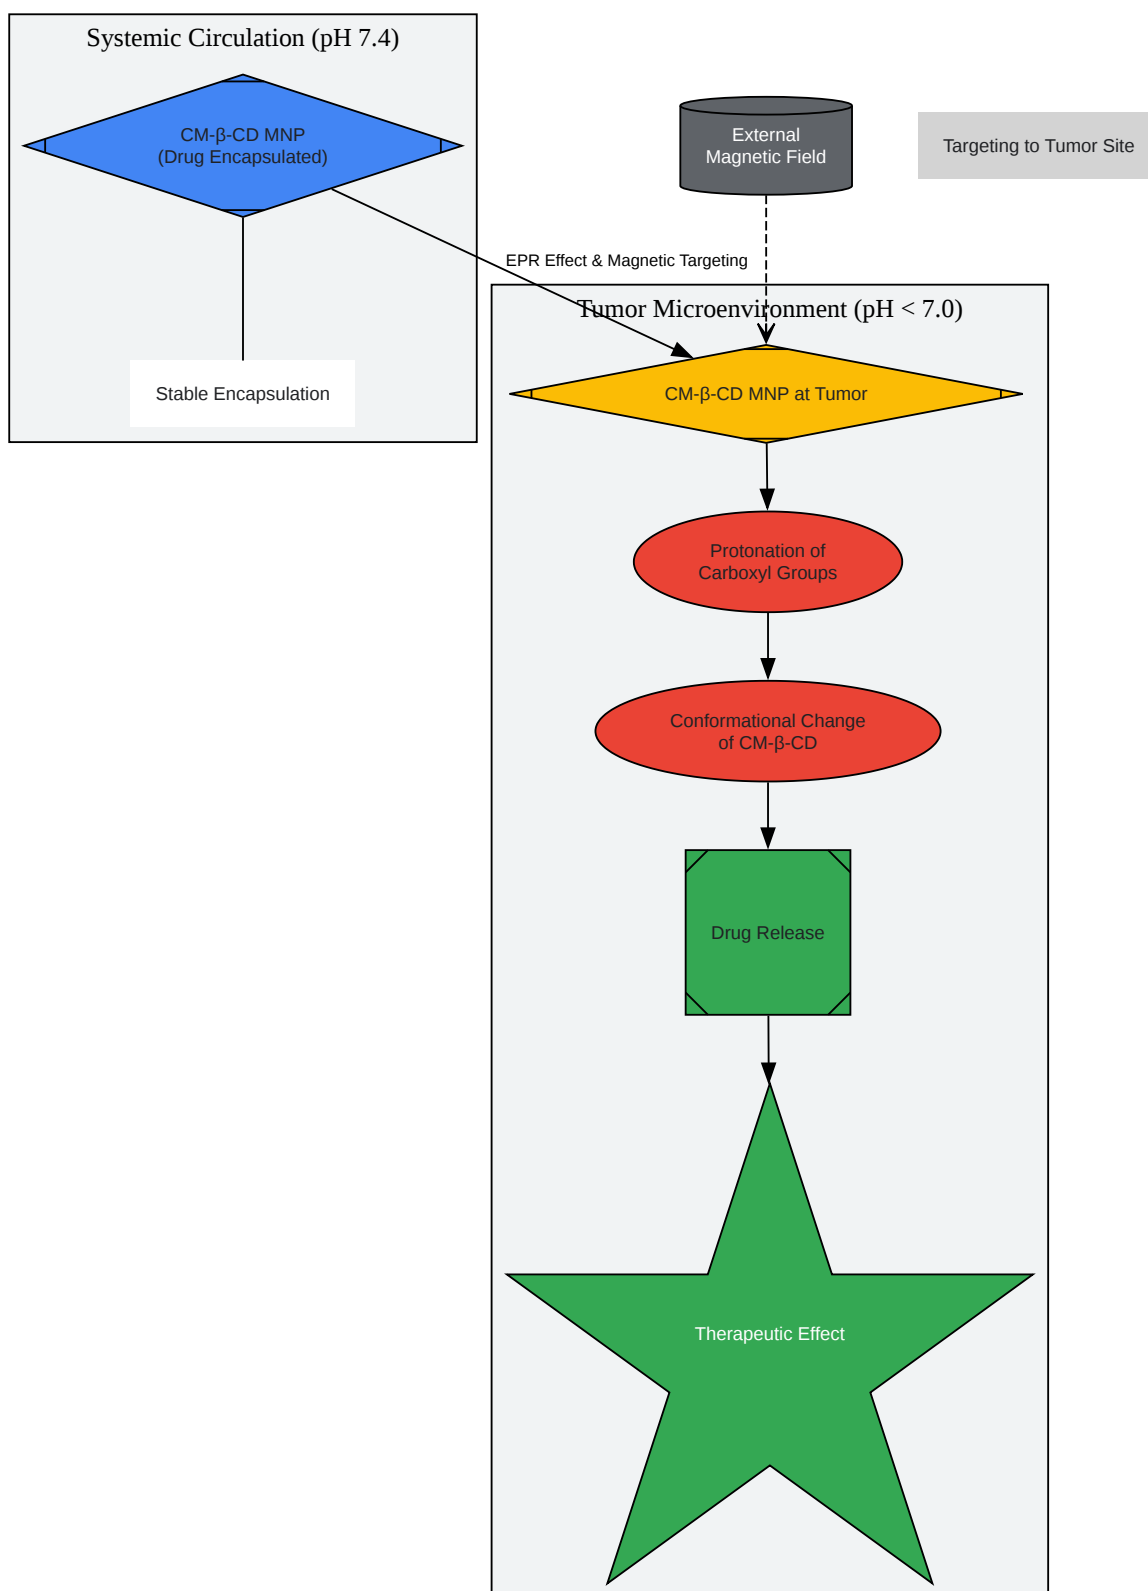 Systemic Circulation (pH 7.4)
CM-β-CD MNP
(Drug Encapsulated)
External
Magnetic Field
Targeting to Tumor Site
EPR Effect & Magnetic Targeting
Tumor Microenvironment (pH < 7.0)
Stable Encapsulation
CM-β-CD MNP at Tumor
Protonation of
Carboxyl Groups
Conformational Change
of CM-β-CD
Drug Release
Therapeutic Effect